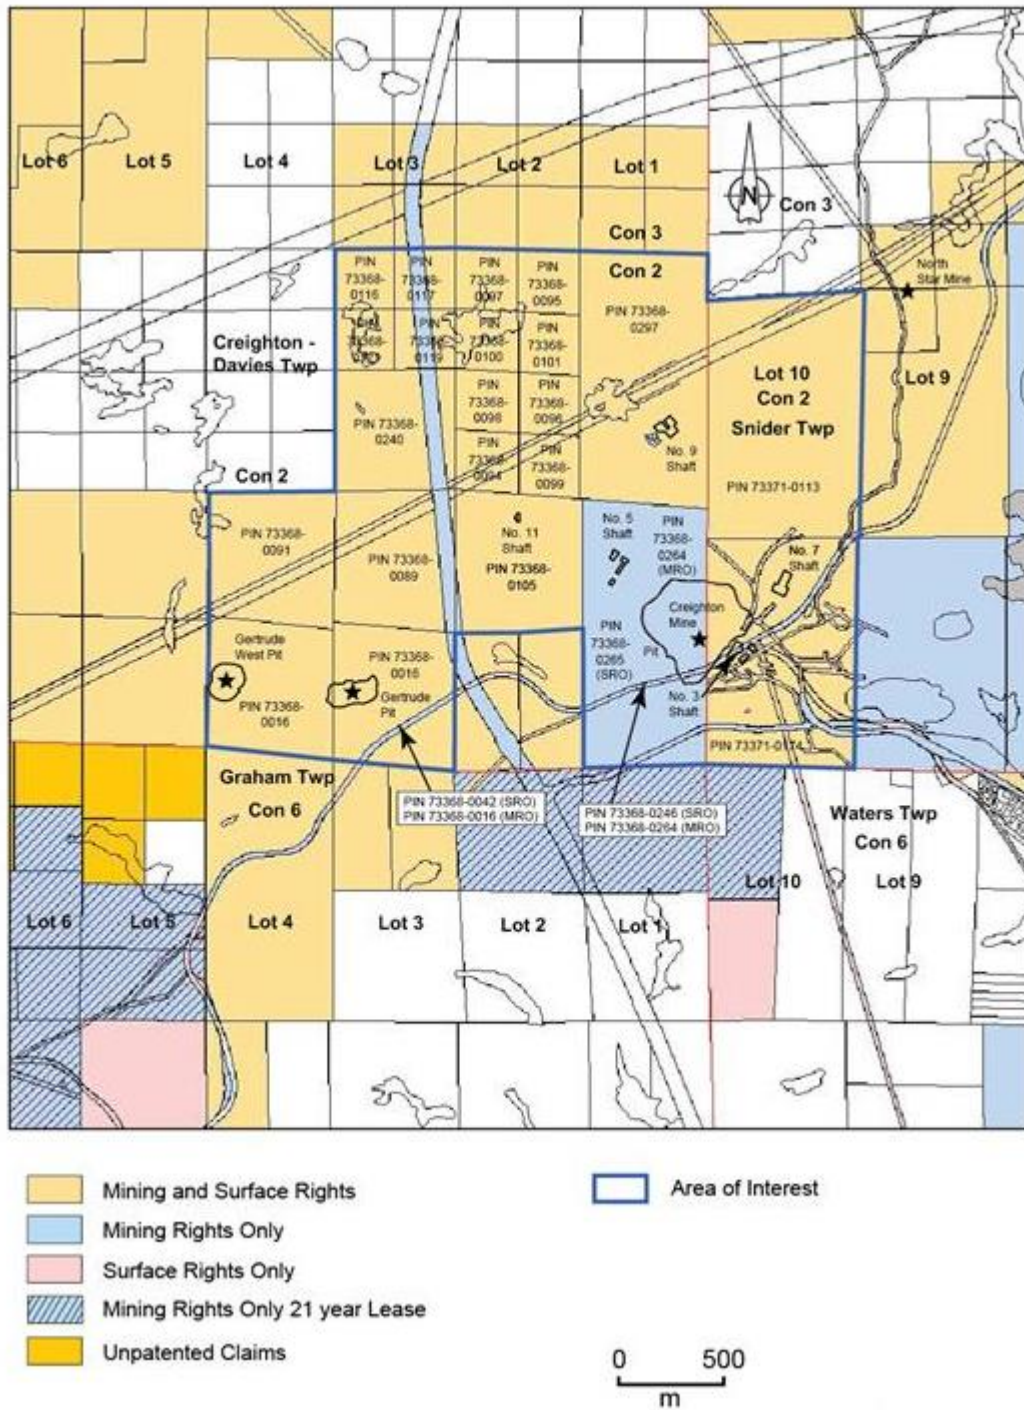 Lot 6
Lot 5
Lot 4
Lot 3
Lot 2
Lot 1
N
Con 3
Con 3
Con 2
North
Star Mine
PIN
73368-
0116
PIN
73368-
0117
PIN
73368-
0097
PIN
73368-
0095
PIN 73368-
0297
PIN
73368-
PIN
73368-
0119
PIN
73368-
0100
PIN
73368-
0101
Creighton -
Davies Twp
Lot 10
Con 2
Snider Twp
Lot 9
PIN
73368-
0098
PIN
73368-
0096
PIN 73368-
0240
PIN
73368-
0094
PIN
73368-
0099
No. 9
Shaft
Con 2
PIN 73371-0113
PIN 73368-
0091
PIN 73368-
0089
No. 11
Shaft
PIN 73368-
0105
No. 5
Shaft
PIN
73368-
0264
(MRO)
No. 7
Shaft
Creighton
Mine
Pit
PIN
73368-
0265
(SRO)
Gertrude
West Pit
PIN 73368-
0016
PIN 73368-
0016
Gertrude
Pit
No. 3
Shaft
PIN 73371-0174
Graham Twp
Con 6
PIN 73368-0042 (SRO)
PIN 73368-0016 (MRO)
PIN 73368-0246 (SRO)
PIN 73368-0264 (MRO)
Waters Twp
Con 6
Lot 6
Lot 5
Lot 4
Lot 3
Lot 2
Lot 1
Lot 10
Lot 9
Mining and Surface Rights
Mining Rights Only
Surface Rights Only
Mining Rights Only 21 year Lease
Unpatented Claims
Area of Interest
0 500
m